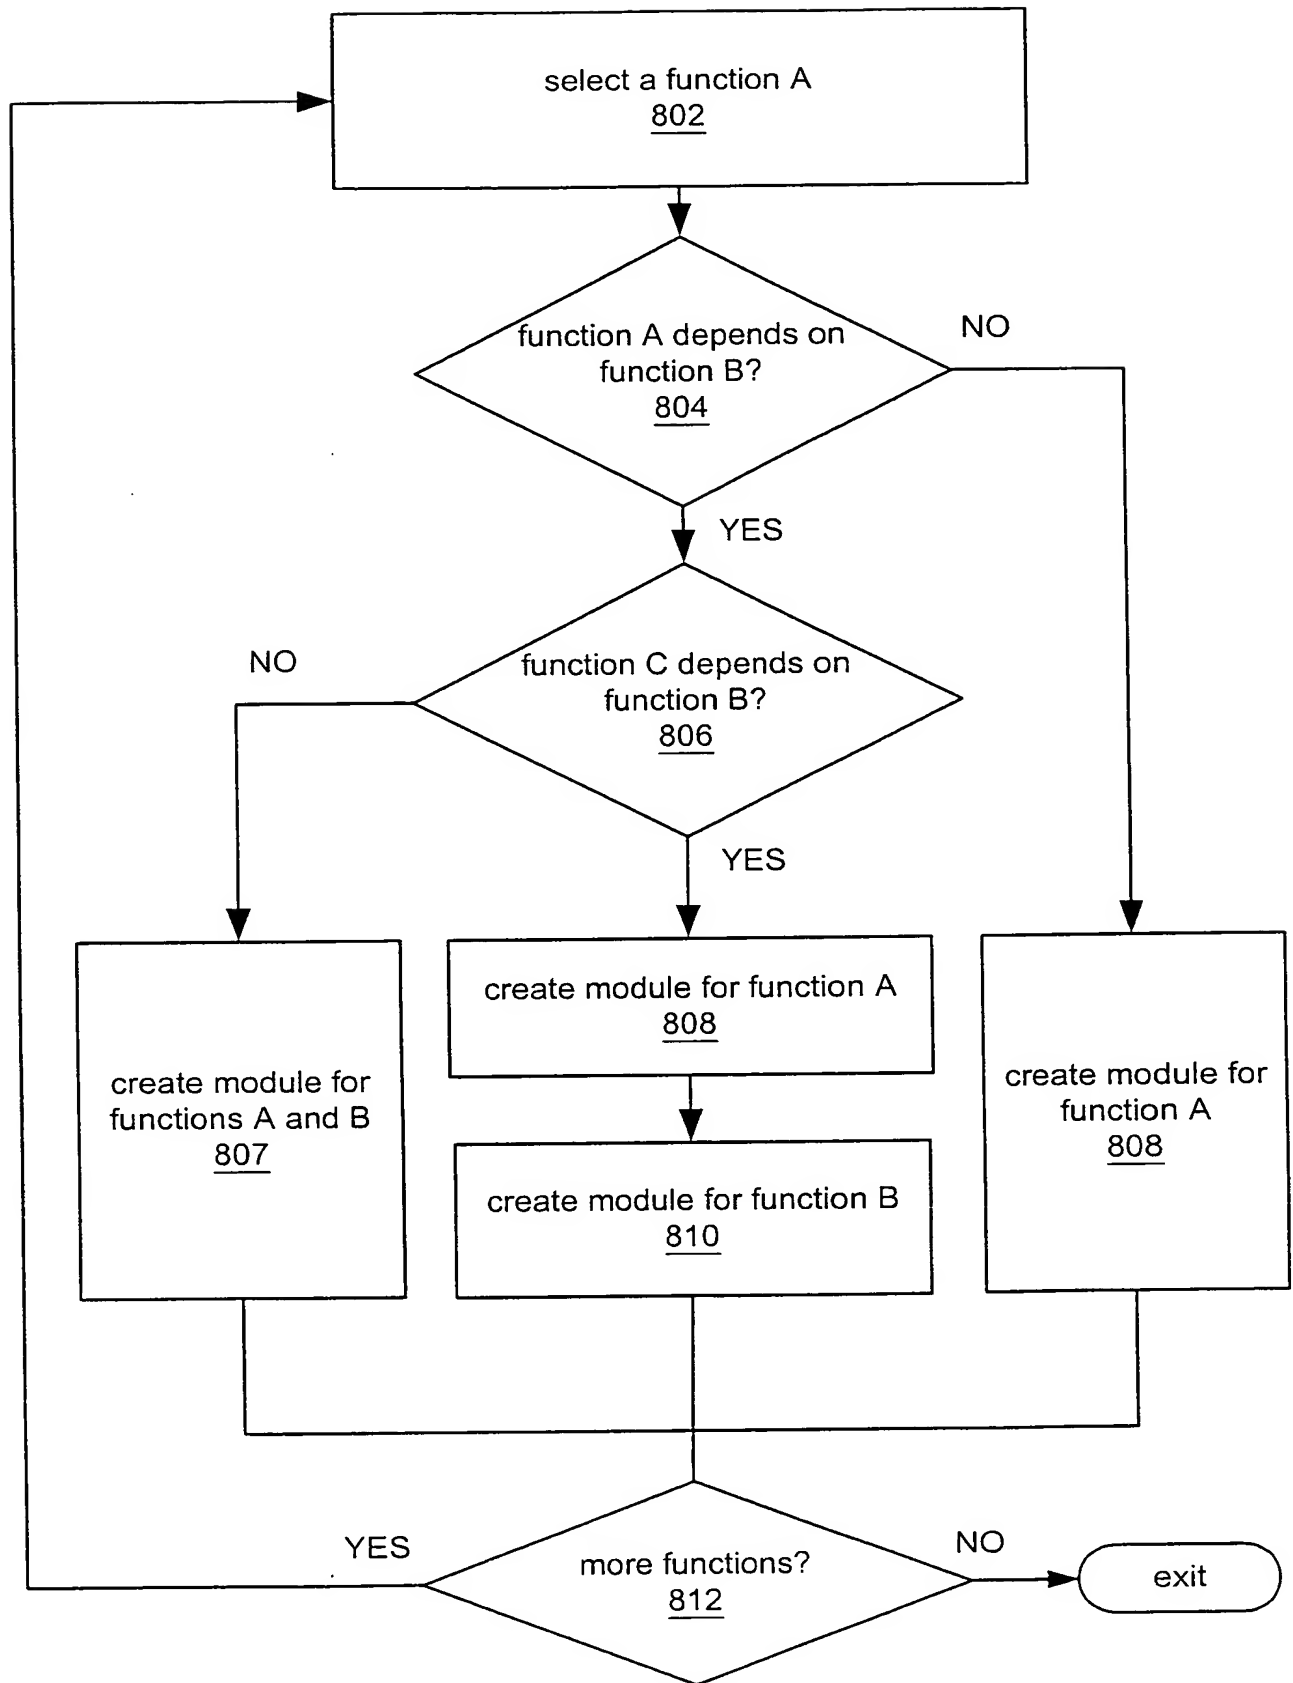 select a function A
802
function A depends on
function B?
804
NO
YES
function C depends on
function B?
806
NO
YES
create module for
functions A and B
807
create module for function A
808
create module for function B
810
create module for
function A
808
more functions?
812
YES
NO
exit